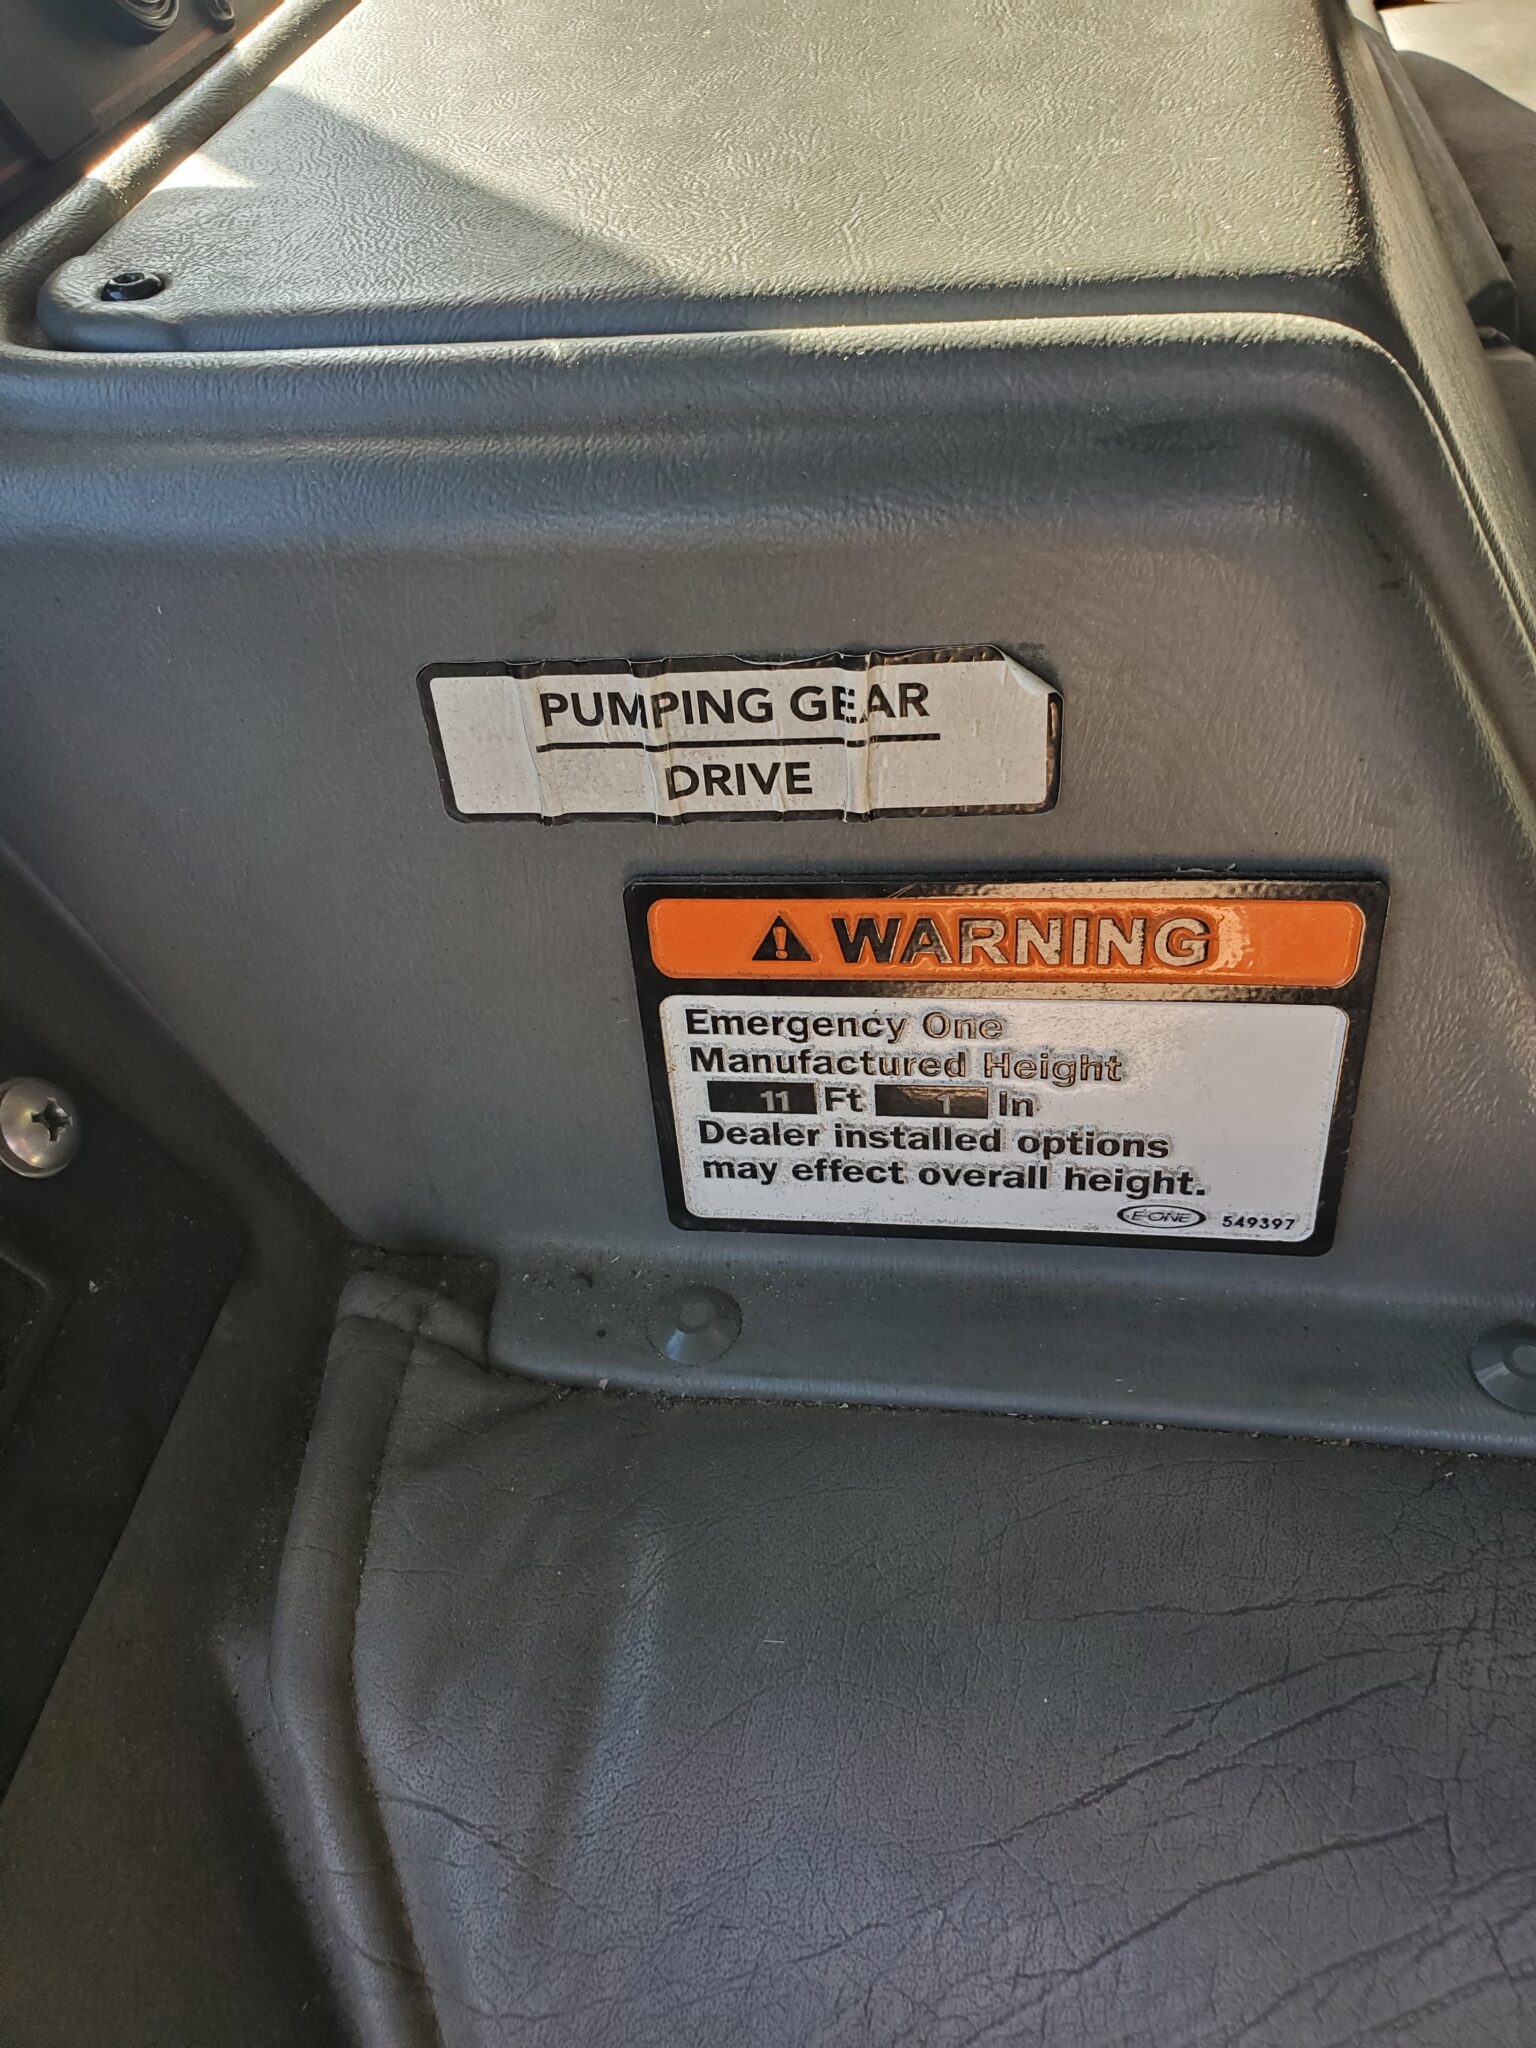 PUMPING GEAR
DRIVE
WARNING
Emergency One
Manufactured Height
11 Ft 1 In
Dealer installed options
may effect overall height.
E-ONE 549397